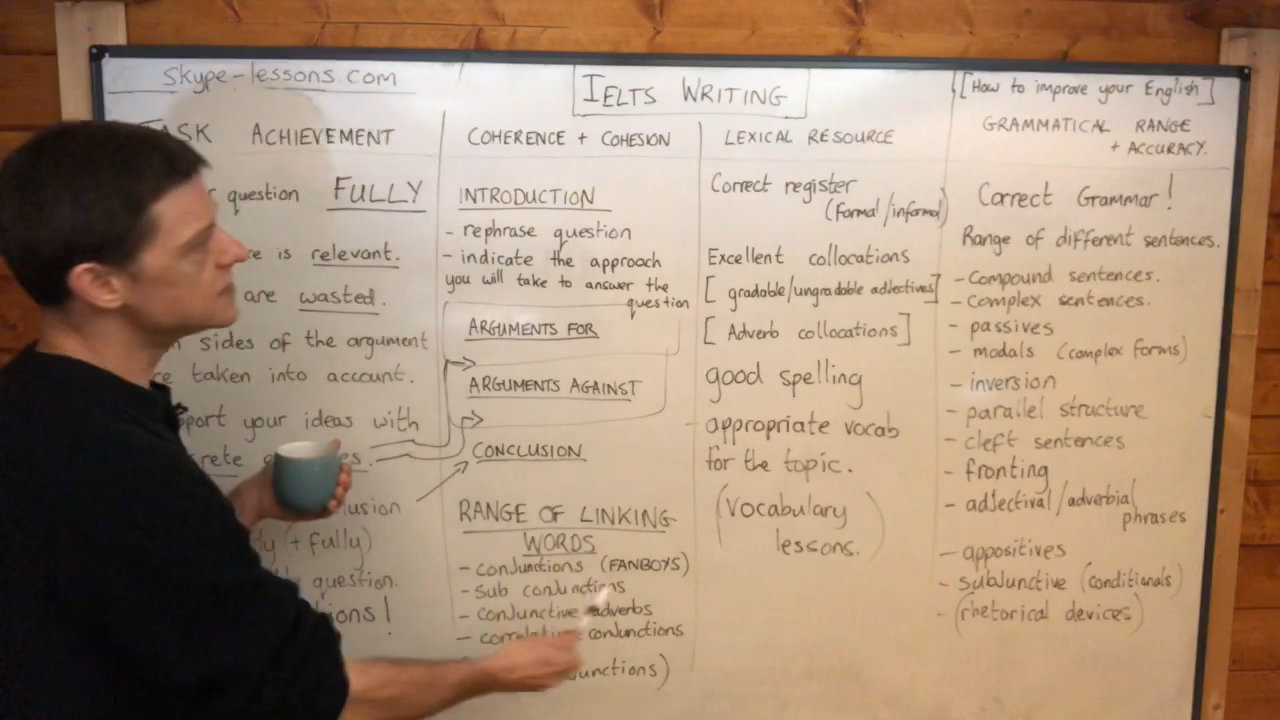 skype-lessons.com
IELTS WRITING
[How to improve your English]
TASK ACHIEVEMENT
question FULLY
is relevant.
are wasted.
sides of the argument
taken into account.
your ideas with
(+ fully)
question.
COHERENCE + COHESION
INTRODUCTION
- rephrase question
- indicate the approach
you will take to answer the
question
ARGUMENTS FOR
ARGUMENTS AGAINST
CONCLUSION
RANGE OF LINKING
WORDS
- conjunctions (FANBOYS)
- sub conjunctions
- conjunctive adverbs
- correlative conjunctions
LEXICAL RESOURCE
Correct register
(formal/informal)
Excellent collocations
[gradable/ungradable adjectives]
[Adverb collocations]
good spelling
appropriate vocab
for the topic.
(Vocabulary
lessons.)
GRAMMATICAL RANGE
+ ACCURACY.
Correct Grammar!
Range of different sentences.
- Compound sentences.
- Complex sentences.
- passives
- modals (complex forms)
- inversion
- parallel structure
- cleft sentences
- fronting
- adjectival/adverbial
phrases
- appositives
- subjunctive (conditionals)
- (rhetorical devices)